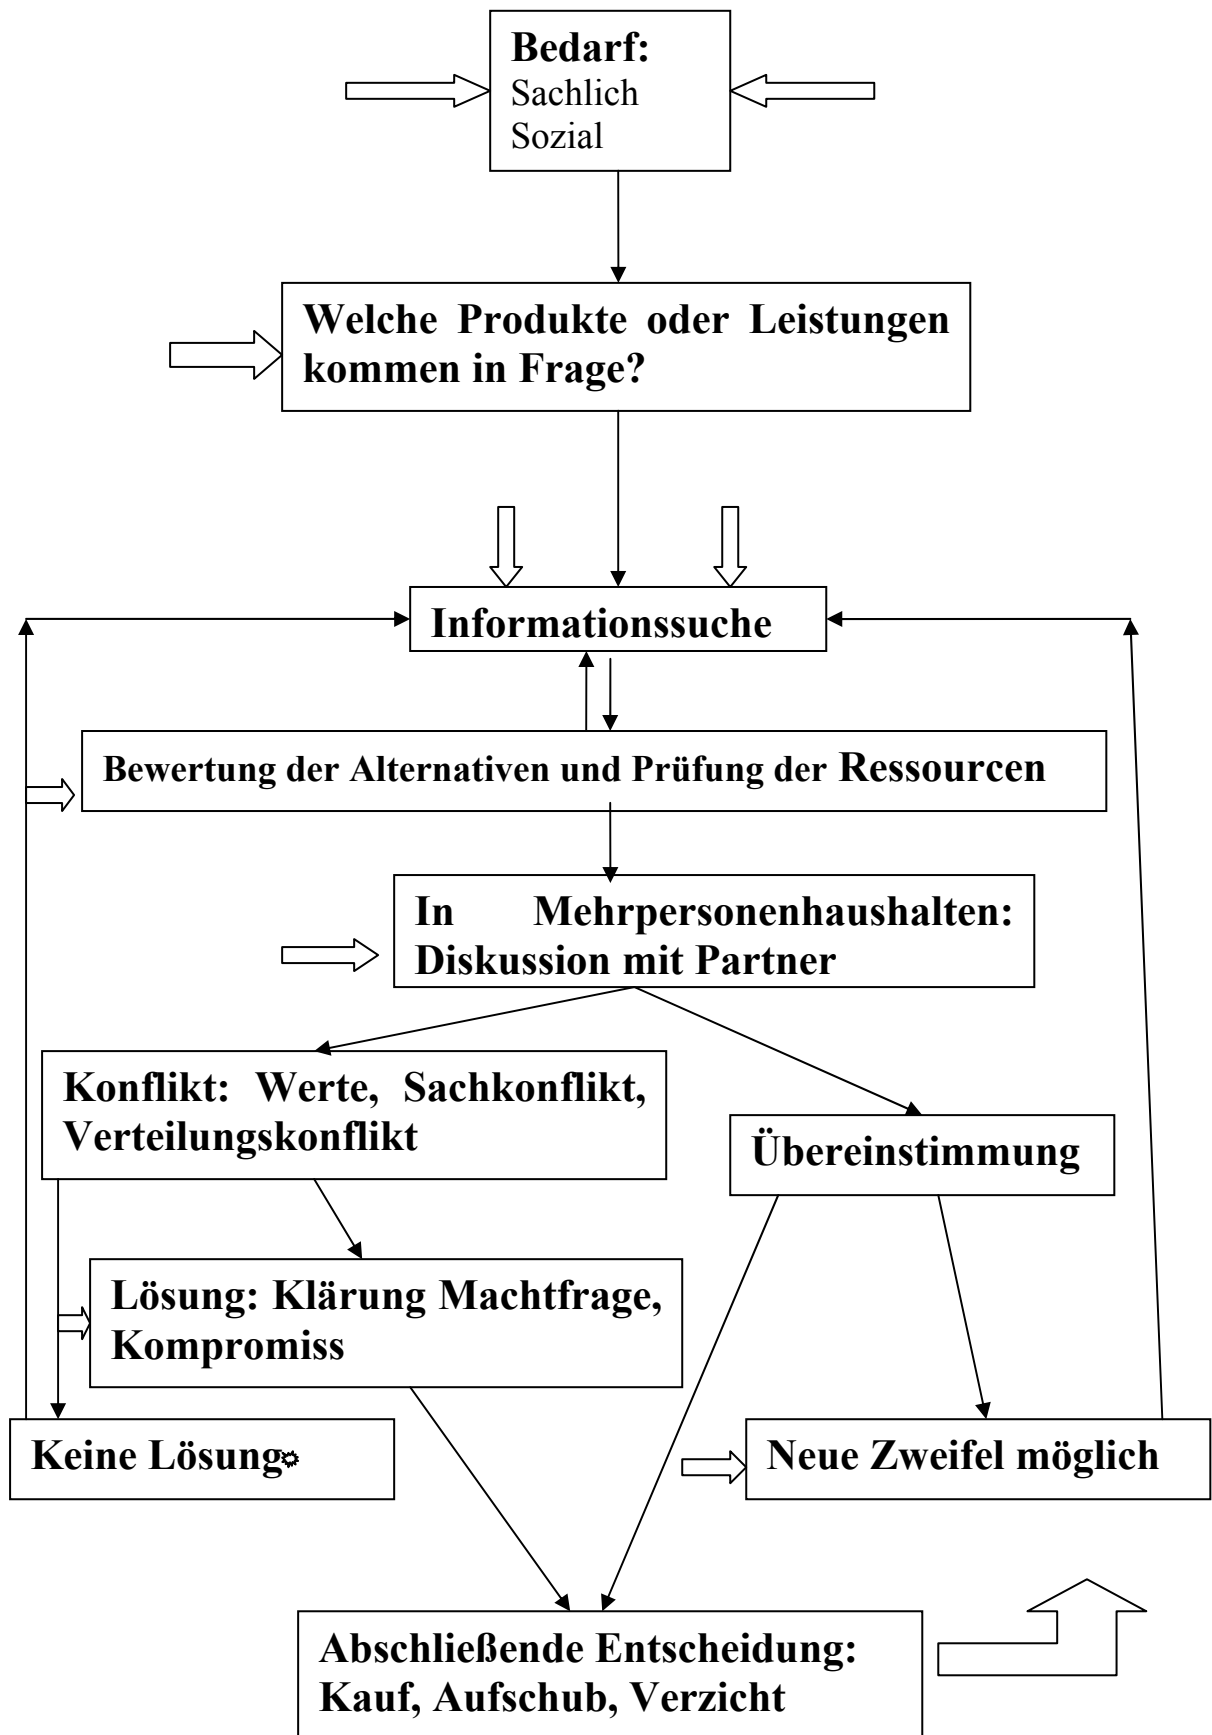 Bedarf:
Sachlich
Sozial
Welche Produkte oder Leistungen
kommen in Frage?
Informationssuche
Bewertung der Alternativen und Prüfung der Ressourcen
In Mehrpersonenhaushalten:
Diskussion mit Partner
Konflikt: Werte, Sachkonflikt,
Verteilungskonflikt
Übereinstimmung
Lösung: Klärung Machtfrage,
Kompromiss
Keine Lösung
Neue Zweifel möglich
Abschließende Entscheidung:
Kauf, Aufschub, Verzicht